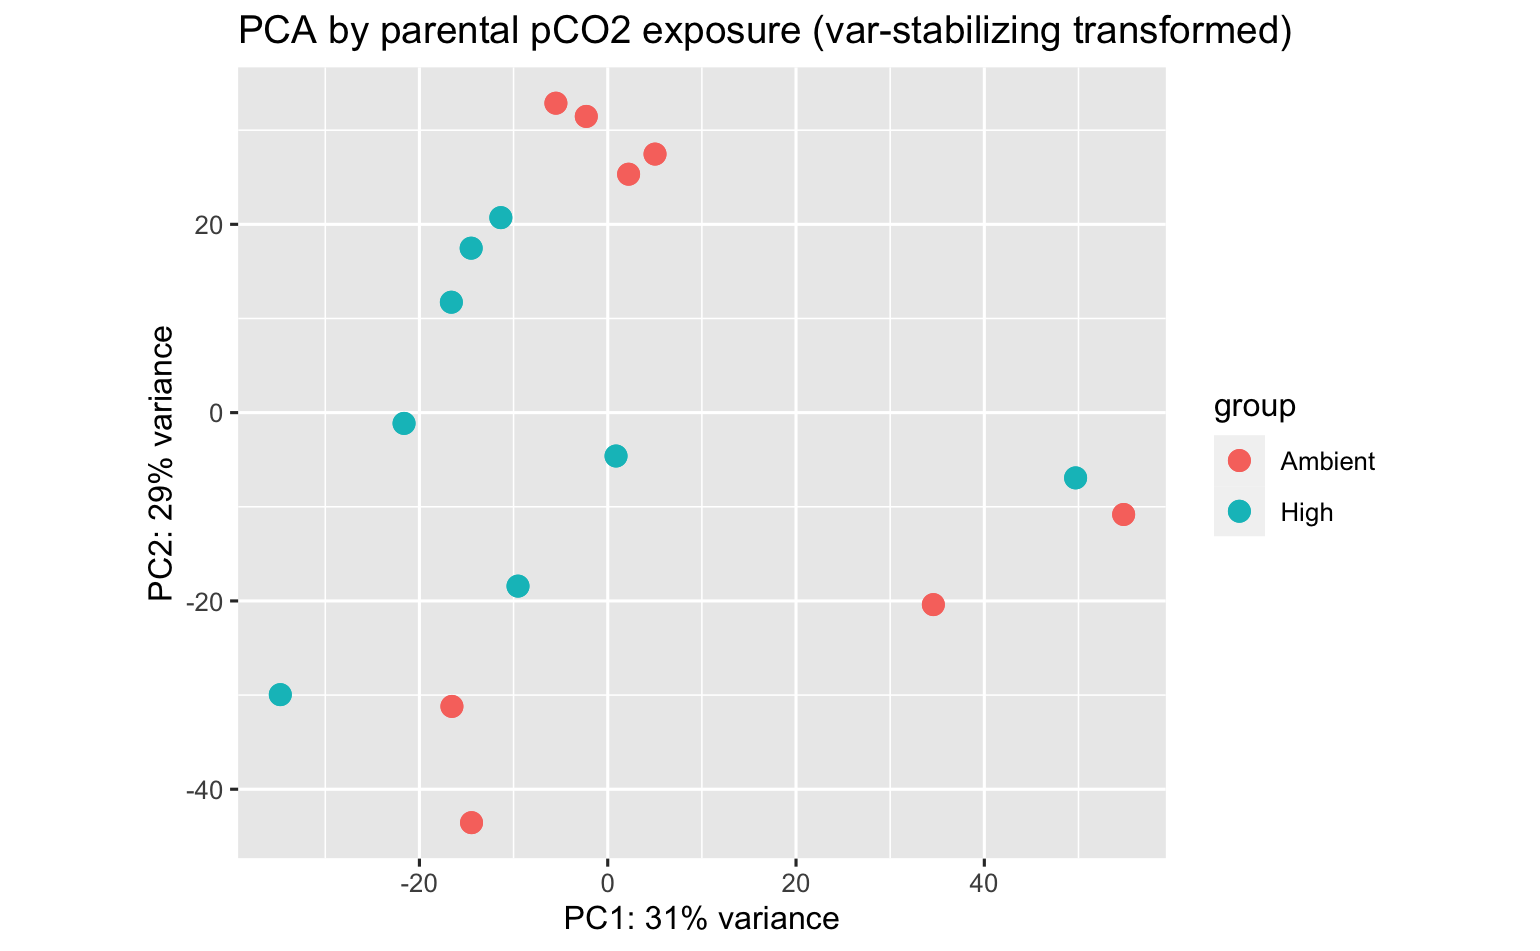 PCA by parental pCO2 exposure (var-stabilizing transformed)
PC2: 29% variance
20
0
-20
-40
-20
0
20
40
PC1: 31% variance
group
Ambient
High